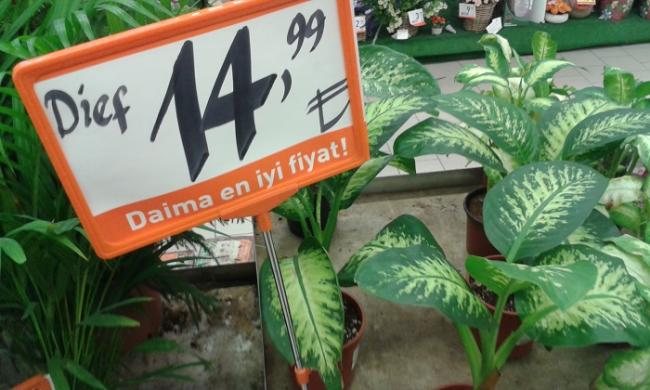 Dief 14,99 ₺
Daima en iyi fiyat!